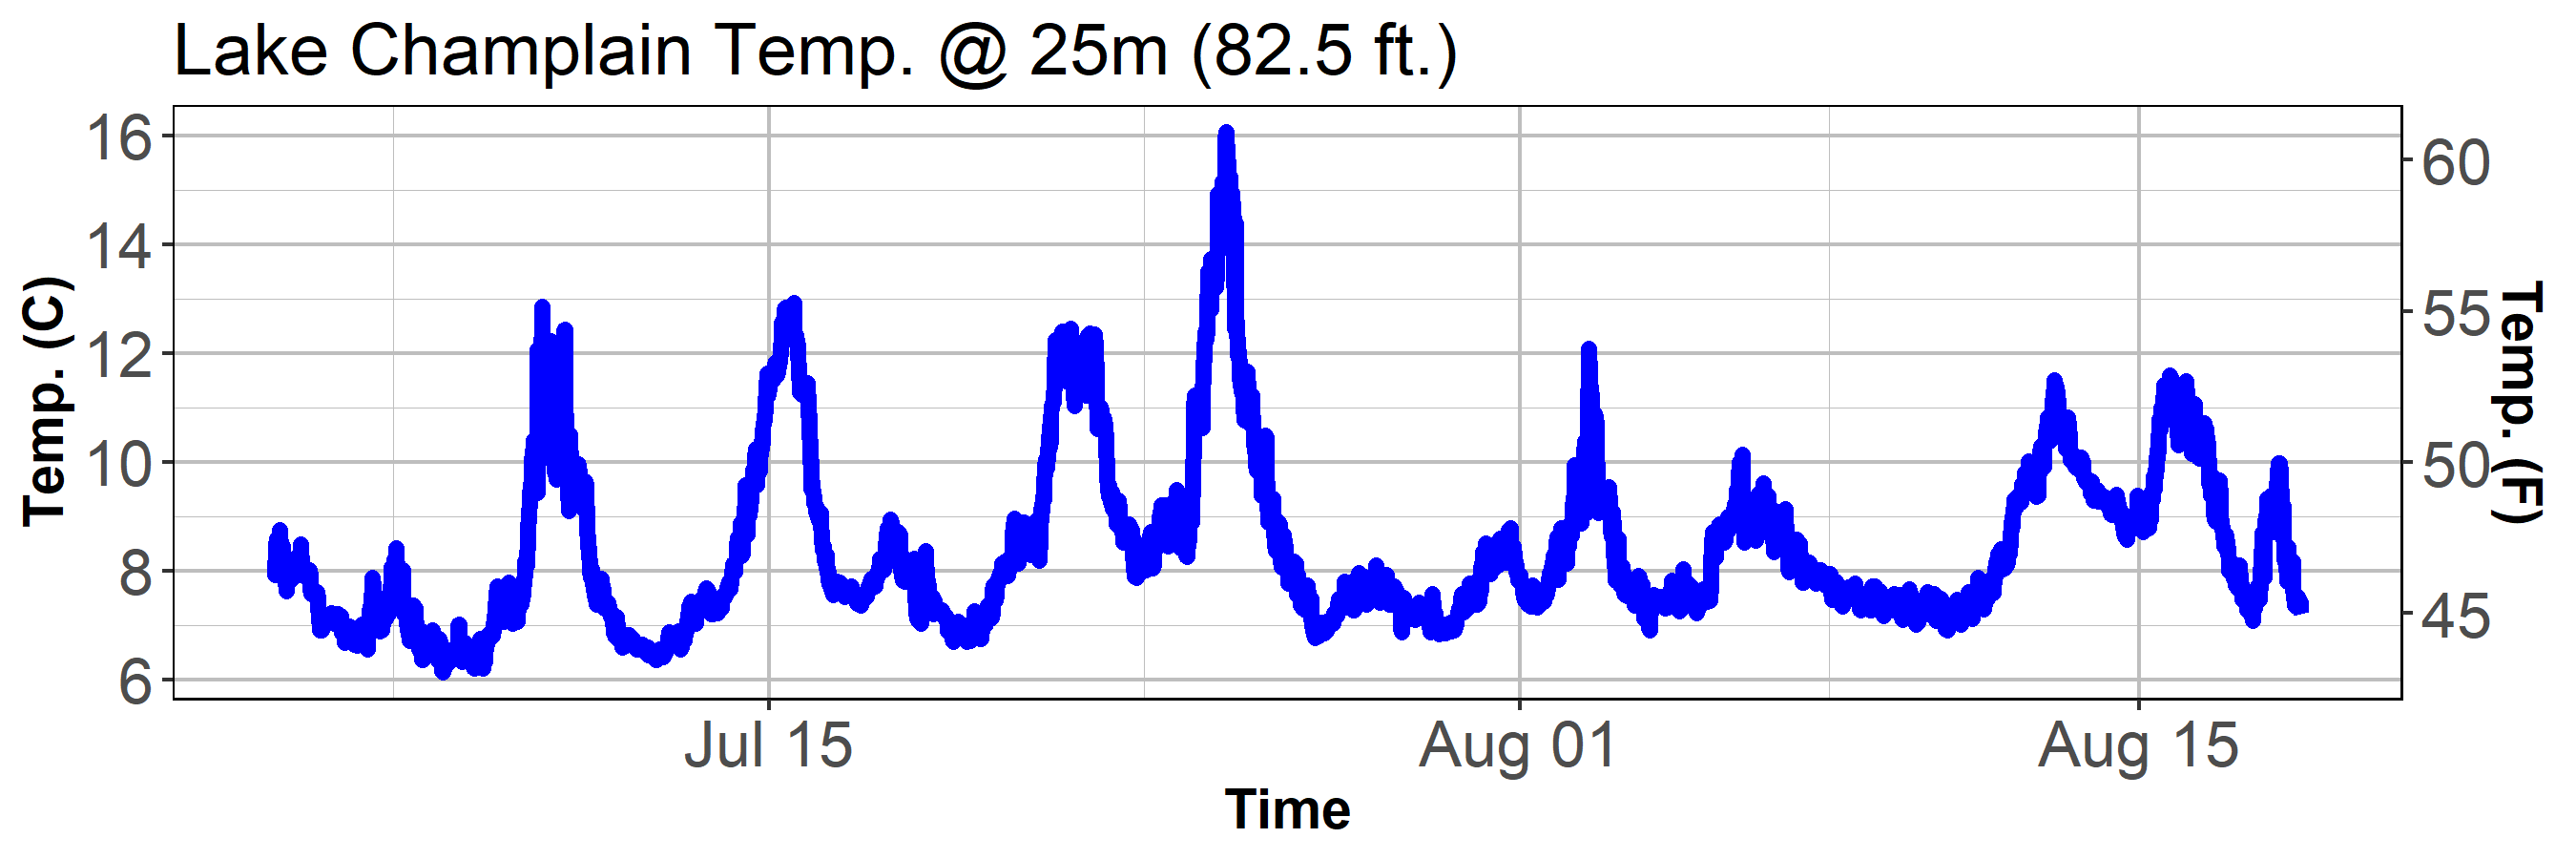 Lake Champlain Temp. @ 25m (82.5 ft.)
Temp. (C)
16
14
12
10
8
6
60
55
50
45
Temp. (F)
Jul 15
Aug 01
Aug 15
Time